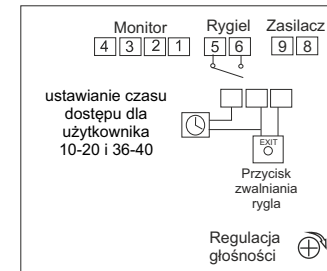 Monitor Rygiel Zasilacz
4 3 2 1 5 6 9 8
ustawianie czasu
dostępu dla
użytkownika
10-20 i 36-40
EXIT
Przycisk
zwalniania
rygla
Regulacja
głośności